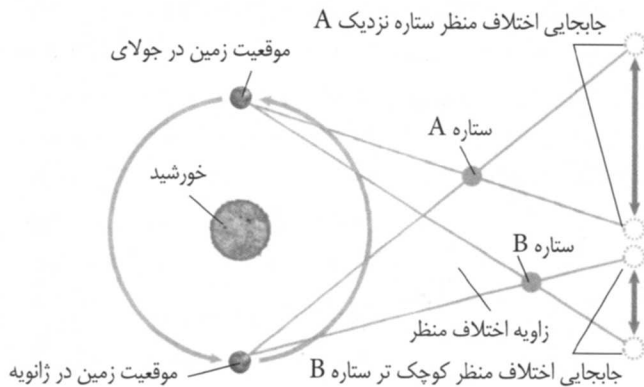 جابجایی اختلاف منظر ستاره نزدیک A
موقعیت زمین در جولای
ستاره A
خورشید
ستاره B
زاویه اختلاف منظر
جابجایی اختلاف منظر کوچک تر ستاره B
موقعیت زمین در ژانویه